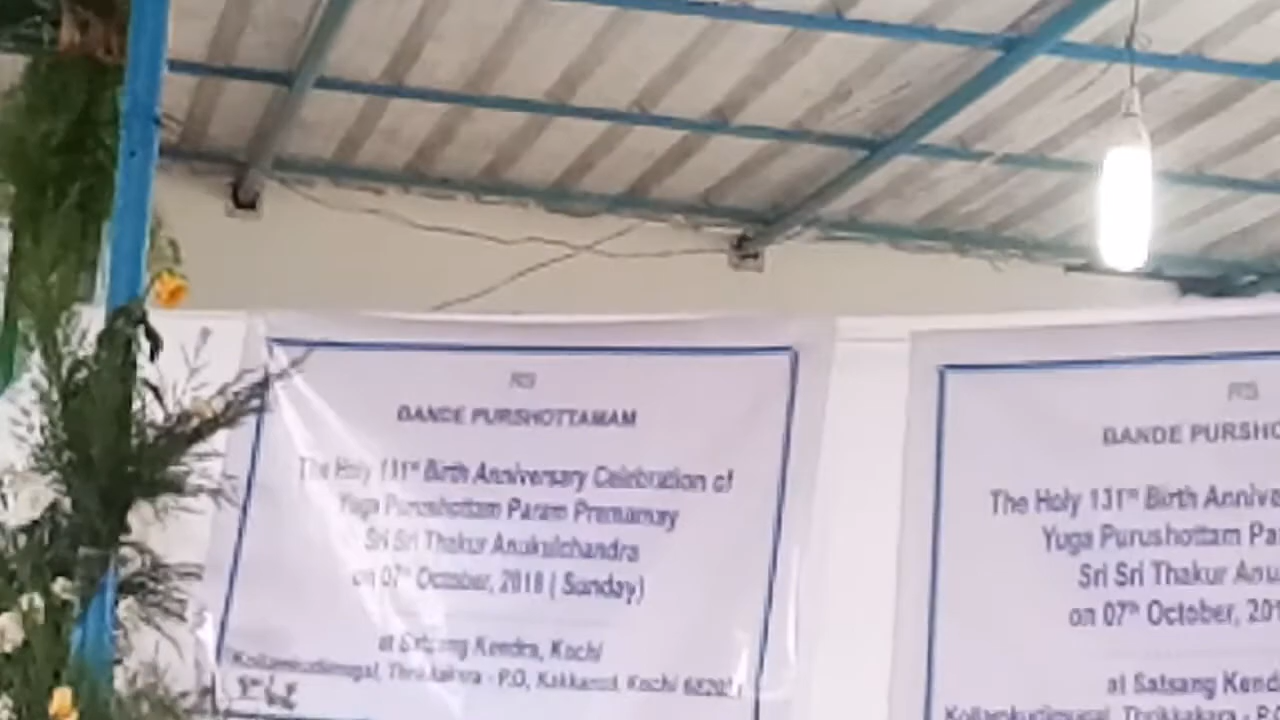 BANDE PURSHOTTAMAM
The Holy 131st Birth Anniversary Celebration of
Yuga Purushottam Param Premamay
Sri Sri Thakur Anukulchandra
on 07th October, 2018 ( Sunday)
at Satsang Kendra, Kochi
Thrikkakara - P.O, Kakkanad, Kochi
BANDE PURSHO
The Holy 131st Birth Annive
Yuga Purushottam Pa
Sri Sri Thakur Anu
on 07th October, 201
at Satsang Kend
Thrikkakara - P.